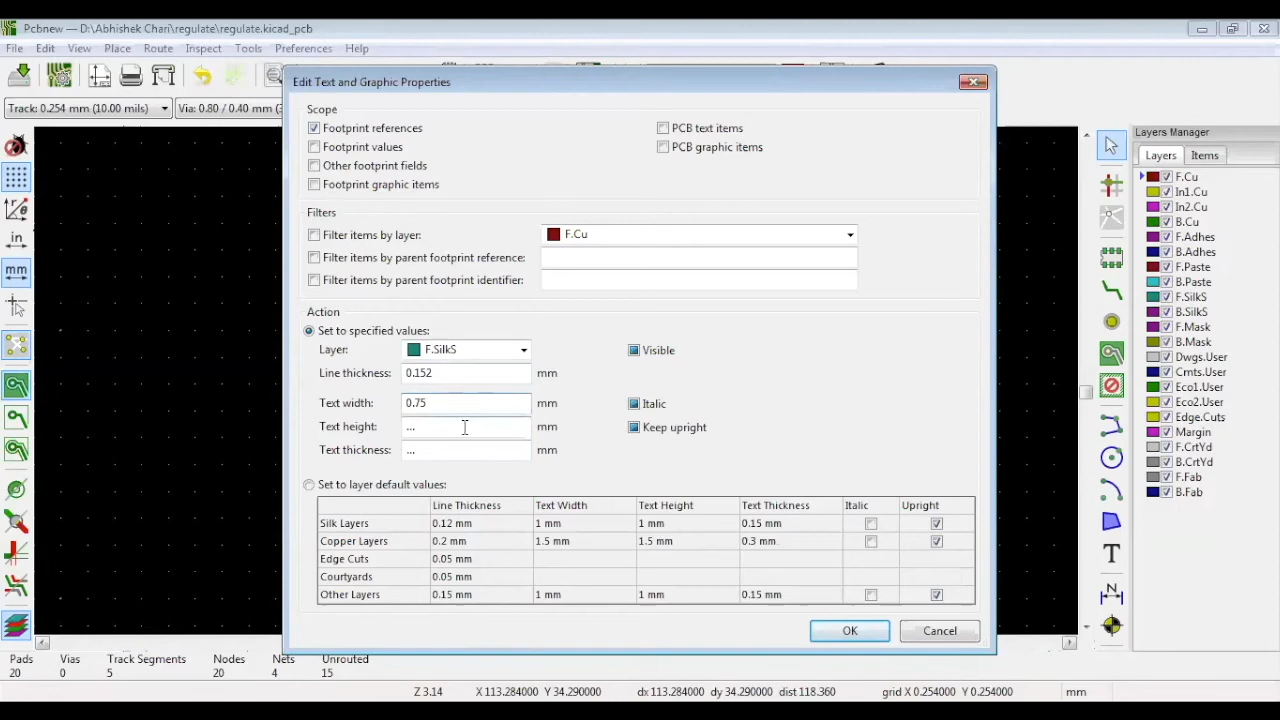 Pcbnew — D:\Abhishek Chari\regulate\regulate.kicad_pcb
File Edit View Place Route Inspect Tools Preferences Help
Edit Text and Graphic Properties
Track: 0.254 mm (10.00 mils) Via: 0.80 / 0.40 mm
Scope
Footprint references PCB text items
Footprint values PCB graphic items
Other footprint fields
Footprint graphic items
Filters
Filter items by layer: F.Cu
Filter items by parent footprint reference:
Filter items by parent footprint identifier:
Action
Set to specified values:
Layer: F.SilkS Visible
Line thickness: 0.152 mm
Text width: 0.75 mm Italic
Text height: ... mm Keep upright
Text thickness: ... mm
Set to layer default values:
Line Thickness Text Width Text Height Text Thickness Italic Upright
Silk Layers 0.12 mm 1 mm 1 mm 0.15 mm
Copper Layers 0.2 mm 1.5 mm 1.5 mm 0.3 mm
Edge Cuts 0.05 mm
Courtyards 0.05 mm
Other Layers 0.15 mm 1 mm 1 mm 0.15 mm
OK Cancel
in
mm
Layers Manager
Layers Items
F.Cu
In1.Cu
In2.Cu
B.Cu
F.Adhes
B.Adhes
F.Paste
B.Paste
F.SilkS
B.SilkS
F.Mask
B.Mask
Dwgs.User
Cmts.User
Eco1.User
Eco2.User
Edge.Cuts
Margin
F.CrtYd
B.CrtYd
F.Fab
B.Fab
T
N
Pads Vias Track Segments Nodes Nets Unrouted
20 0 5 20 4 15
Z 3.14 X 113.284000 Y 34.290000 dx 113.284000 dy 34.290000 dist 118.360 grid X 0.254000 Y 0.254000 mm